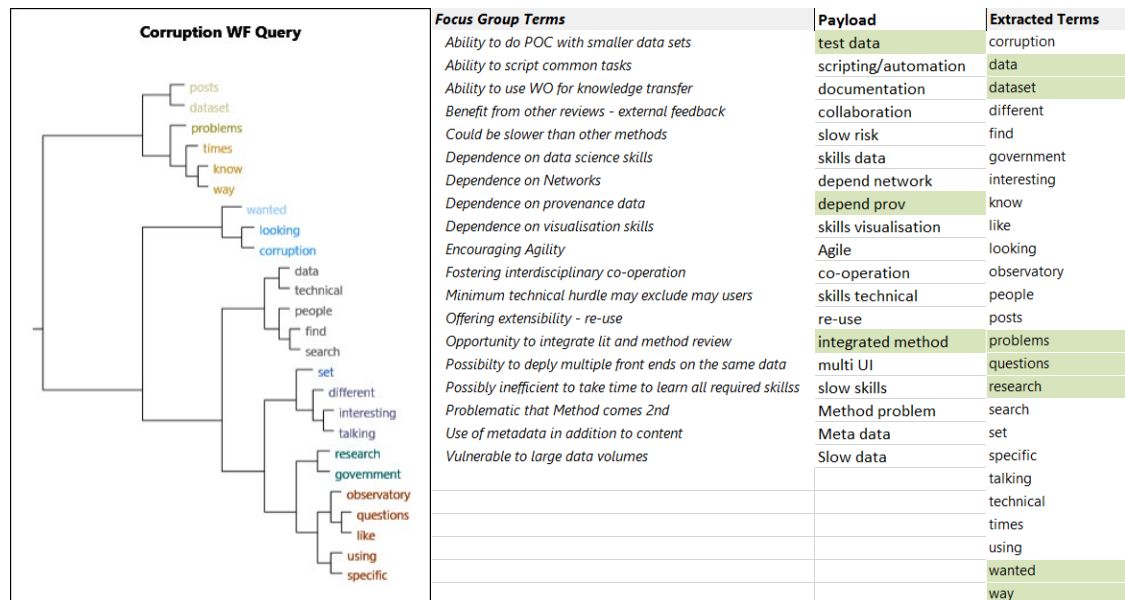 Corruption WF Query
posts
dataset
problems
times
know
way
wanted
looking
corruption
data
technical
people
find
search
set
different
interesting
talking
research
government
observatory
questions
like
using
specific
Focus Group Terms Payload Extracted Terms
Ability to do POC with smaller data sets test data corruption
Ability to script common tasks scripting/automation data
Ability to use WO for knowledge transfer documentation dataset
Benefit from other reviews - external feedback collaboration different
Could be slower than other methods slow risk find
Dependence on data science skills skills data government
Dependence on Networks depend network interesting
Dependence on provenance data depend prov know
Dependence on visualisation skills skills visualisation like
Encouraging Agility Agile looking
Fostering interdisciplinary co-operation co-operation observatory
Minimum technical hurdle may exclude may users skills technical people
Offering extensibility - re-use re-use posts
Opportunity to integrate lit and method review integrated method problems
Possibilty to deply multiple front ends on the same data multi UI questions
Possibly inefficient to take time to learn all required skillss slow skills research
Problematic that Method comes 2nd Method problem search
Use of metadata in addition to content Meta data set
Vulnerable to large data volumes Slow data specific
talking
technical
times
using
wanted
way